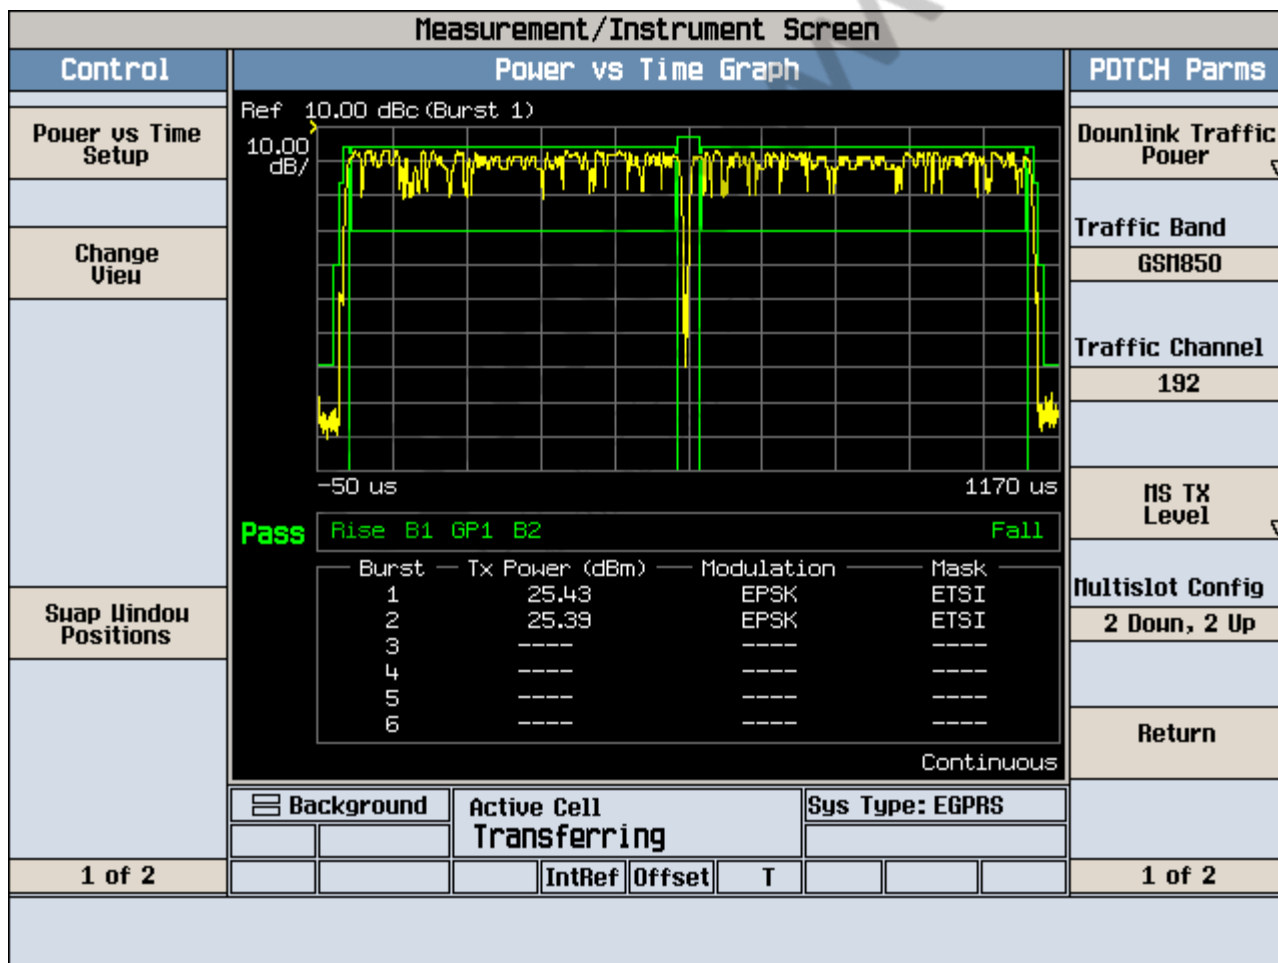 Measurement/Instrument Screen
Control
Power vs Time Graph
PDTCH Parms
Power vs Time
Setup
Change
View
Swap Window
Positions
1 of 2
Ref 10.00 dBc (Burst 1)
10.00
dB/
-50 us
1170 us
Pass
Rise B1 GP1 B2
Fall
Burst Tx Power (dBm) Modulation Mask
1 25.43 EPSK ETSI
2 25.39 EPSK ETSI
3 ---- ---- ----
4 ---- ---- ----
5 ---- ---- ----
6 ---- ---- ----
Continuous
Background
Active Cell
Transferring
Sys Type: EGPRS
IntRef Offset T
Downlink Traffic
Power
Traffic Band
GSM850
Traffic Channel
192
MS TX
Level
Multislot Config
2 Down, 2 Up
Return
1 of 2